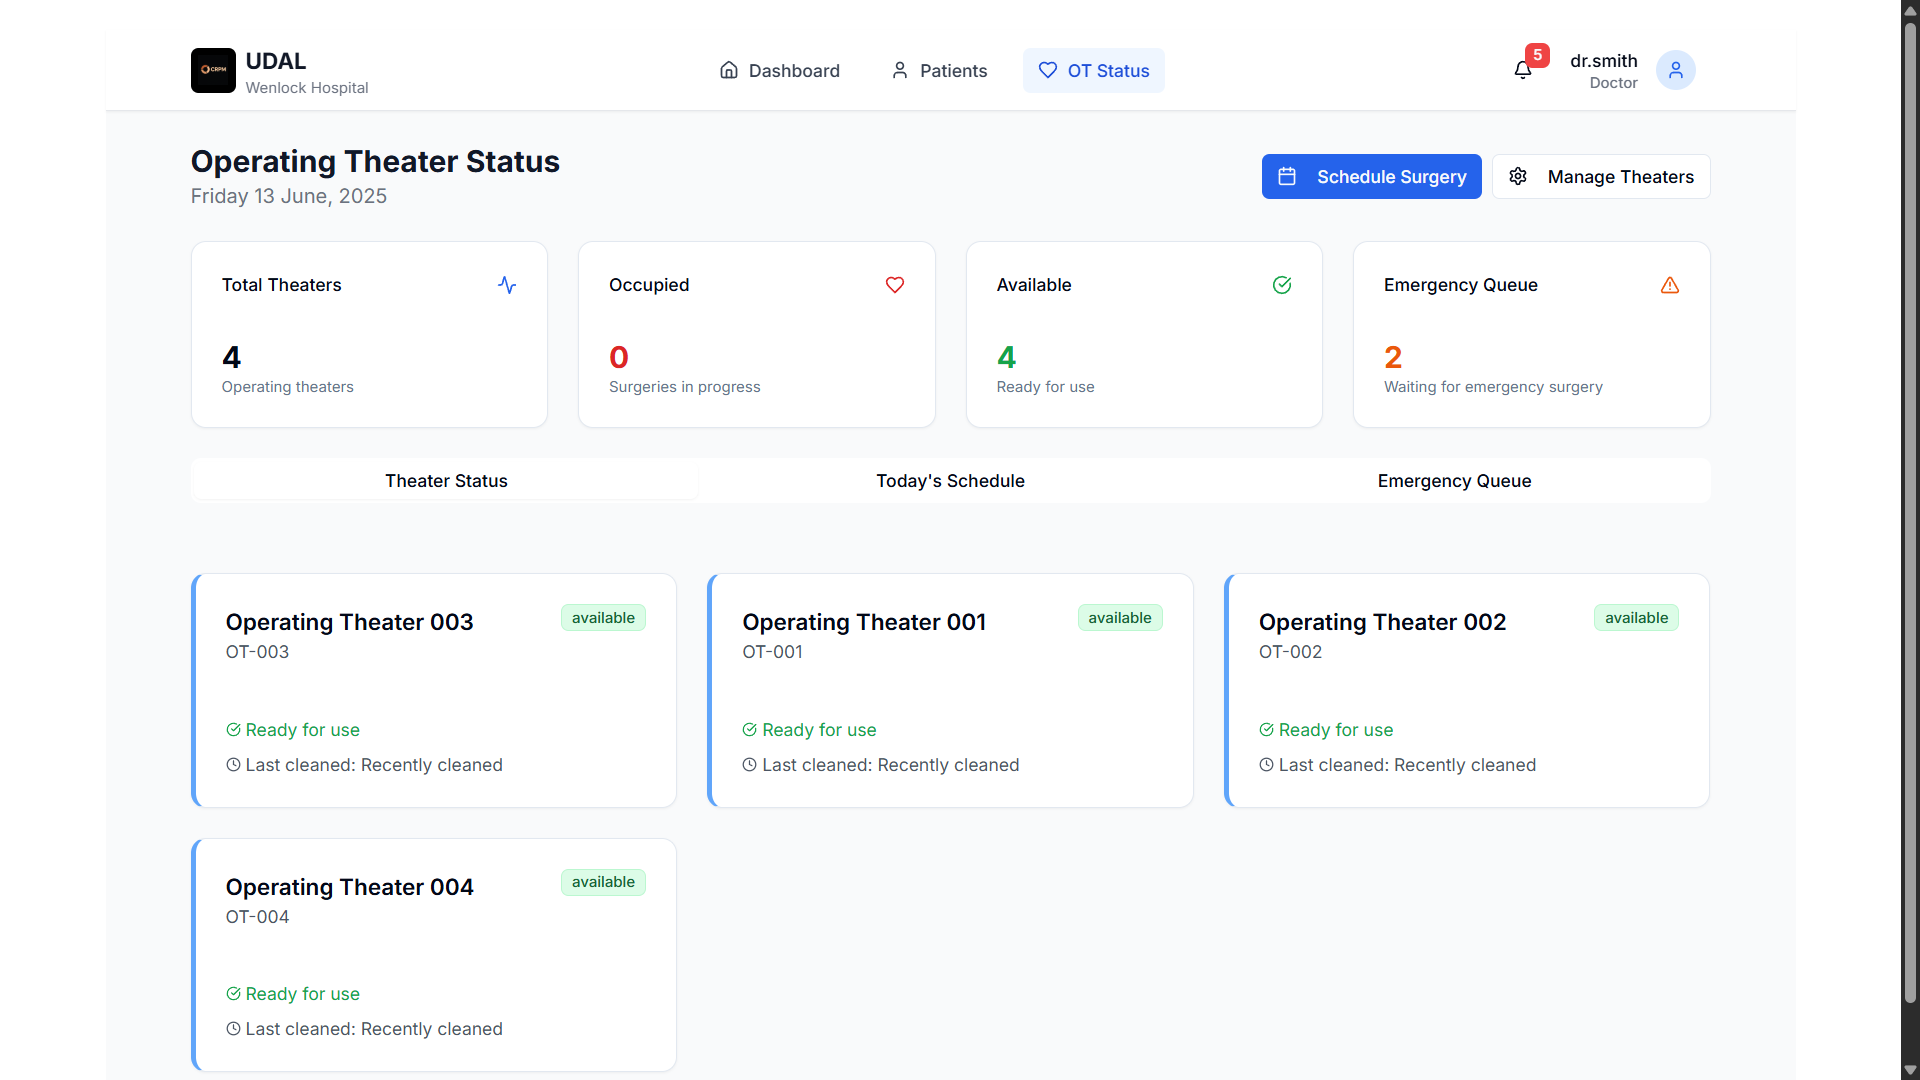 CRPM
UDAL
Wenlock Hospital
Dashboard
Patients
OT Status
5
dr.smith
Doctor
Operating Theater Status
Friday 13 June, 2025
Schedule Surgery
Manage Theaters
Total Theaters
4
Operating theaters
Occupied
0
Surgeries in progress
Available
4
Ready for use
Emergency Queue
2
Waiting for emergency surgery
Theater Status
Today's Schedule
Emergency Queue
Operating Theater 003
available
OT-003
Ready for use
Last cleaned: Recently cleaned
Operating Theater 001
available
OT-001
Ready for use
Last cleaned: Recently cleaned
Operating Theater 002
available
OT-002
Ready for use
Last cleaned: Recently cleaned
Operating Theater 004
available
OT-004
Ready for use
Last cleaned: Recently cleaned